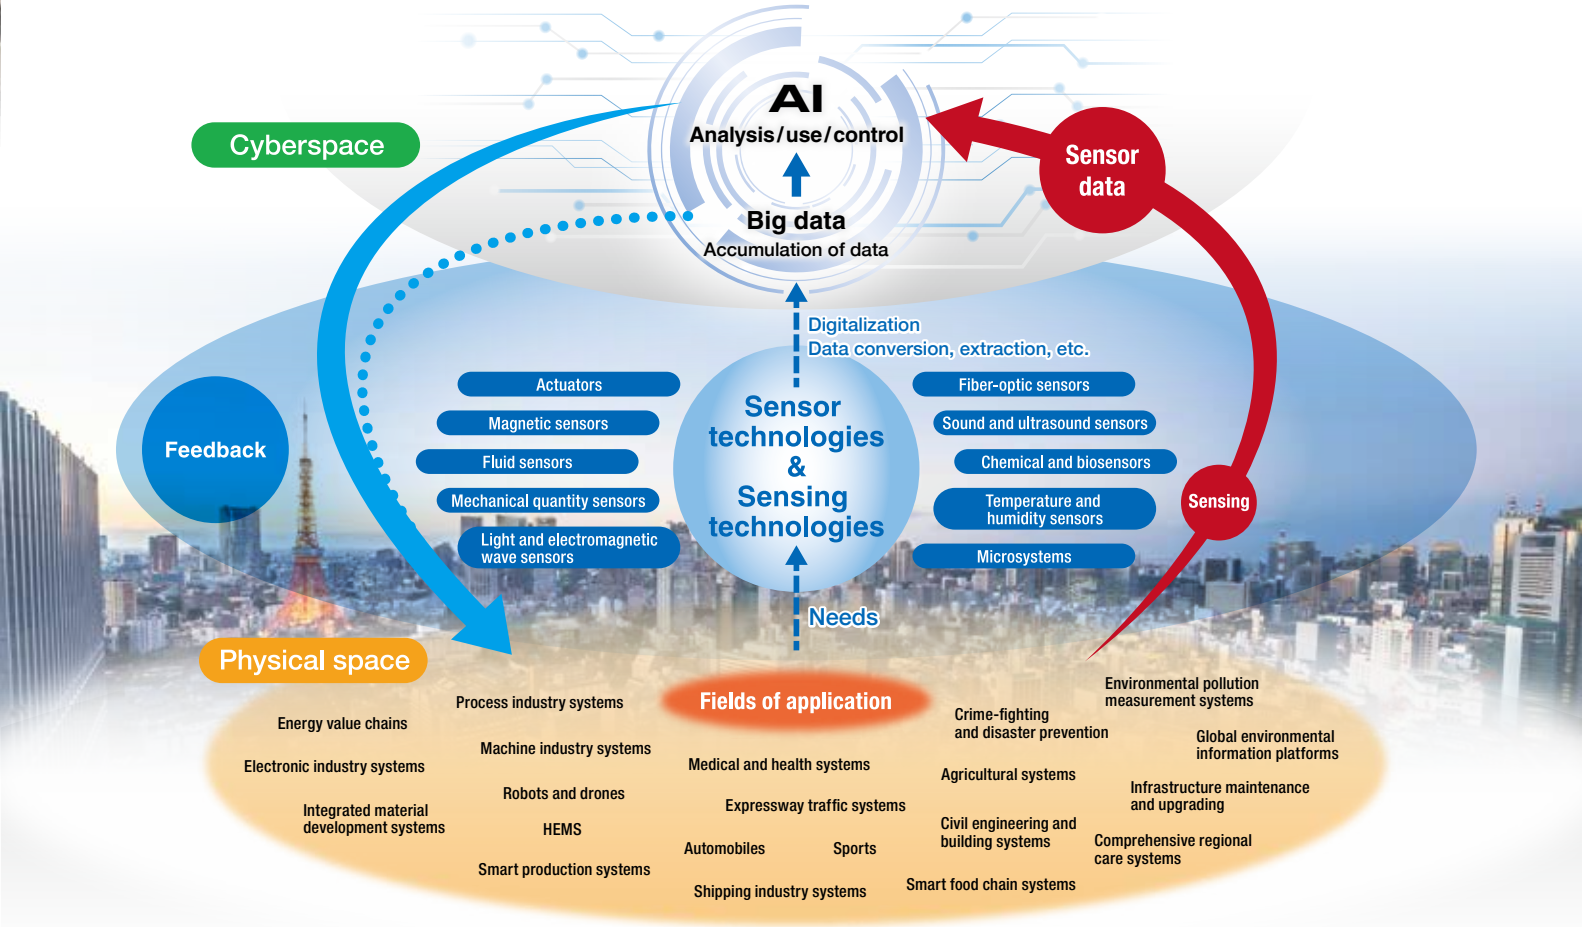 AI
Analysis/use/control
Cyberspace
Sensor
data
Big data
Accumulation of data
Digitalization
Data conversion, extraction, etc.
Feedback
Actuators
Magnetic sensors
Fluid sensors
Mechanical quantity sensors
Light and electromagnetic
wave sensors
Sensor
technologies
&
Sensing
technologies
Fiber-optic sensors
Sound and ultrasound sensors
Chemical and biosensors
Temperature and
humidity sensors
Microsystems
Sensing
Needs
Physical space
Fields of application
Process industry systems
Energy value chains
Machine industry systems
Electronic industry systems
Robots and drones
Integrated material
development systems
HEMS
Smart production systems
Medical and health systems
Expressway traffic systems
Automobiles
Sports
Shipping industry systems
Crime-fighting
and disaster prevention
Agricultural systems
Civil engineering and
building systems
Smart food chain systems
Environmental pollution
measurement systems
Global environmental
information platforms
Infrastructure maintenance
and upgrading
Comprehensive regional
care systems